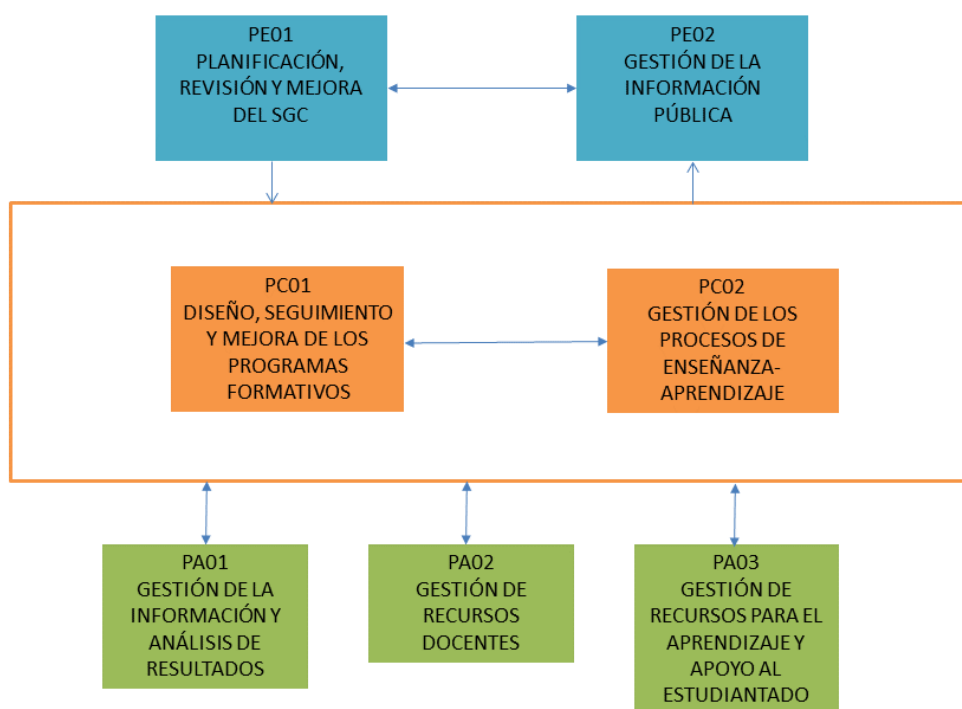 PE01
PLANIFICACIÓN,
REVISIÓN Y MEJORA
DEL SGC
PE02
GESTIÓN DE LA
INFORMACIÓN
PÚBLICA
PC01
DISEÑO, SEGUIMIENTO
Y MEJORA DE LOS
PROGRAMAS
FORMATIVOS
PC02
GESTIÓN DE LOS
PROCESOS DE
ENSEÑANZA-
APRENDIZAJE
PA01
GESTIÓN DE LA
INFORMACIÓN Y
ANÁLISIS DE
RESULTADOS
PA02
GESTIÓN DE
RECURSOS
DOCENTES
PA03
GESTIÓN DE
RECURSOS PARA EL
APRENDIZAJE Y
APOYO AL
ESTUDIANTADO